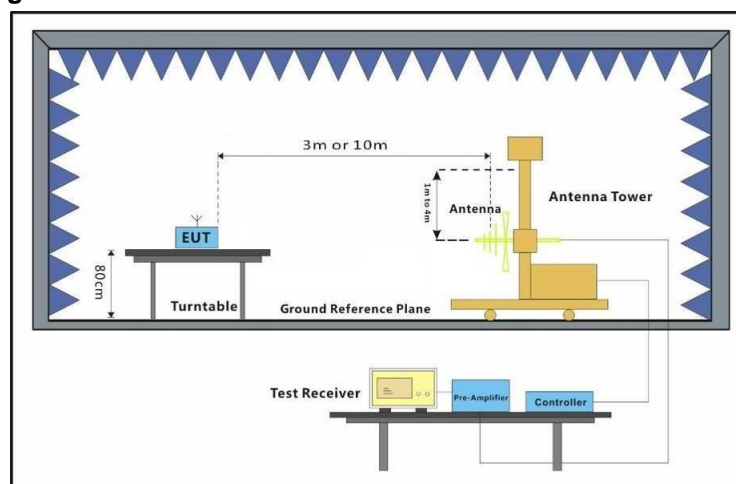 3m or 10m
1m to 4m
Antenna
Antenna Tower
EUT
80cm
Turntable
Ground Reference Plane
Test Receiver
Pre-Amplifier
Controller